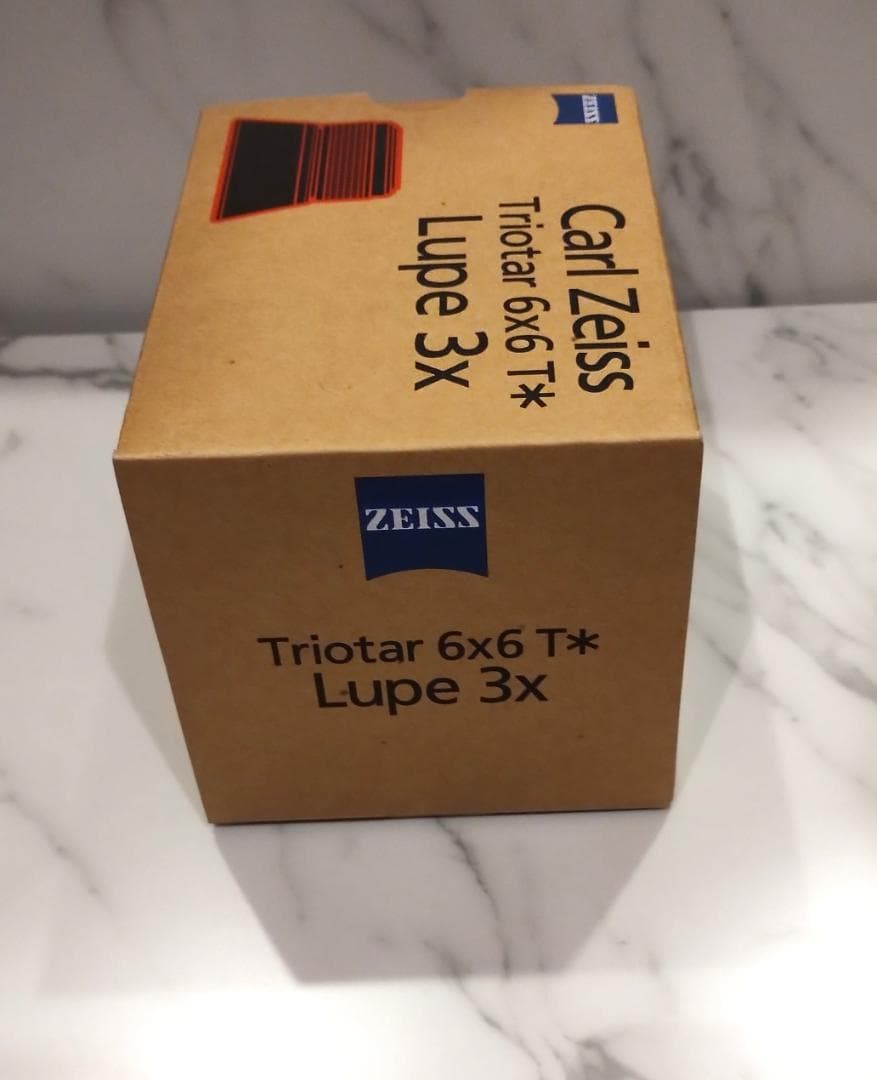 ZEISS
Carl Zeiss
Triotar 6x6 T*
Lupe 3x
ZEISS
Triotar 6x6 T*
Lupe 3x